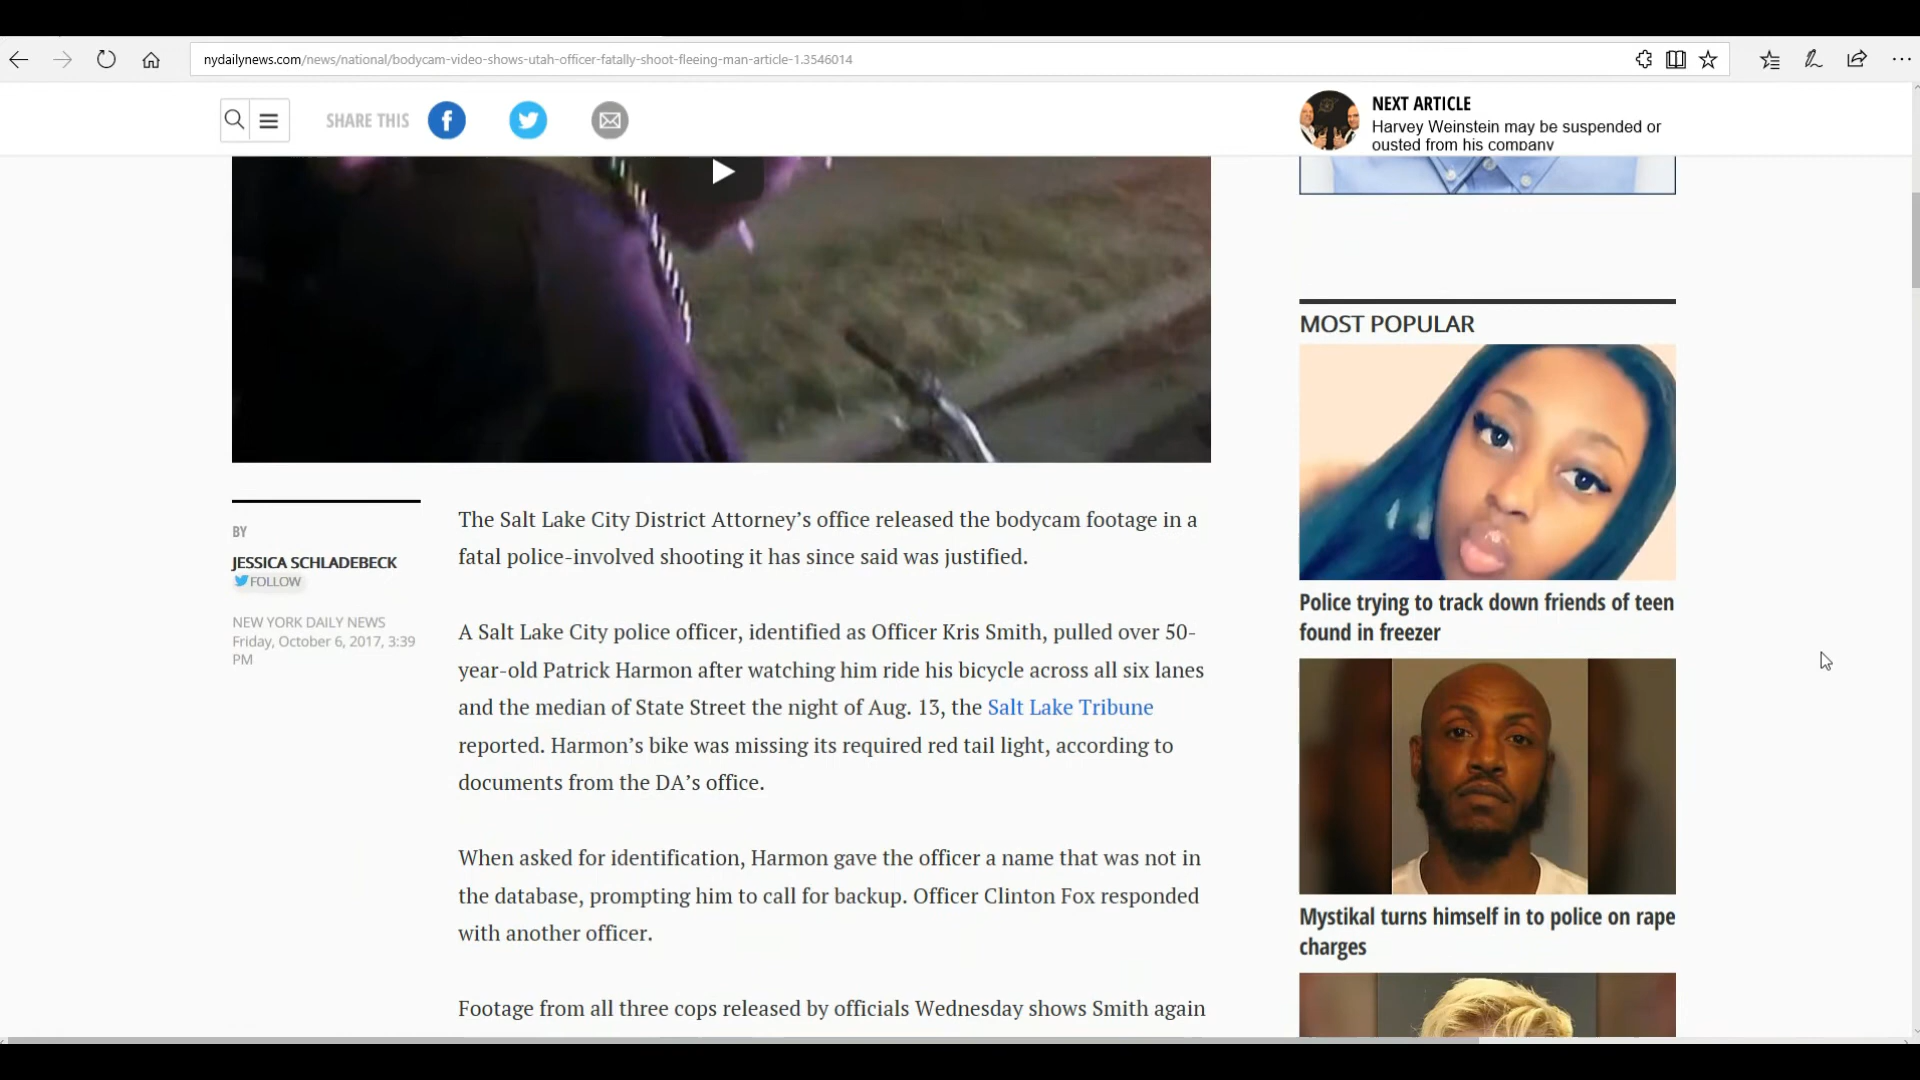 nydailynews.com/news/national/bodycam-video-shows-utah-officer-fatally-shoot-fleeing-man-article-1.3546014
SHARE THIS
NEXT ARTICLE
Harvey Weinstein may be suspended or
ousted from his company
MOST POPULAR
BY
JESSICA SCHLADEBECK
FOLLOW
NEW YORK DAILY NEWS
Friday, October 6, 2017, 3:39
PM
The Salt Lake City District Attorney’s office released the bodycam footage in a
fatal police-involved shooting it has since said was justified.
A Salt Lake City police officer, identified as Officer Kris Smith, pulled over 50-
year-old Patrick Harmon after watching him ride his bicycle across all six lanes
and the median of State Street the night of Aug. 13, the Salt Lake Tribune
reported. Harmon’s bike was missing its required red tail light, according to
documents from the DA’s office.
When asked for identification, Harmon gave the officer a name that was not in
the database, prompting him to call for backup. Officer Clinton Fox responded
with another officer.
Footage from all three cops released by officials Wednesday shows Smith again
Police trying to track down friends of teen
found in freezer
Mystikal turns himself in to police on rape
charges